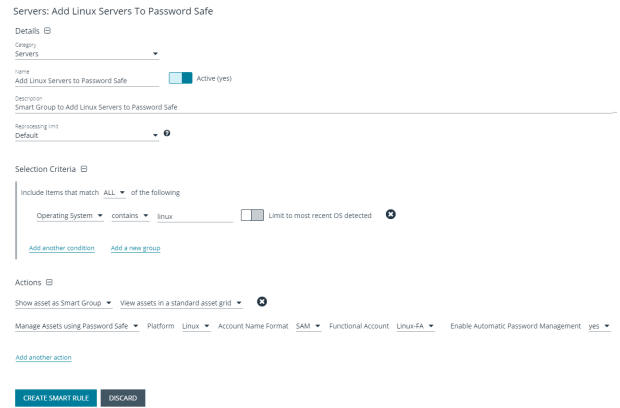 Servers: Add Linux Servers To Password Safe
Details
Category
Servers
Name
Add Linux Servers to Password Safe
Active (yes)
Description
Smart Group to Add Linux Servers to Password Safe
Reprocessing limit
Default
Selection Criteria
Include Items that match ALL of the following
Operating System contains linux Limit to most recent OS detected
Add another condition Add a new group
Actions
Show asset as Smart Group View assets in a standard asset grid
Manage Assets using Password Safe Platform Linux Account Name Format SAM Functional Account Linux-FA Enable Automatic Password Management yes
Add another action
CREATE SMART RULE DISCARD